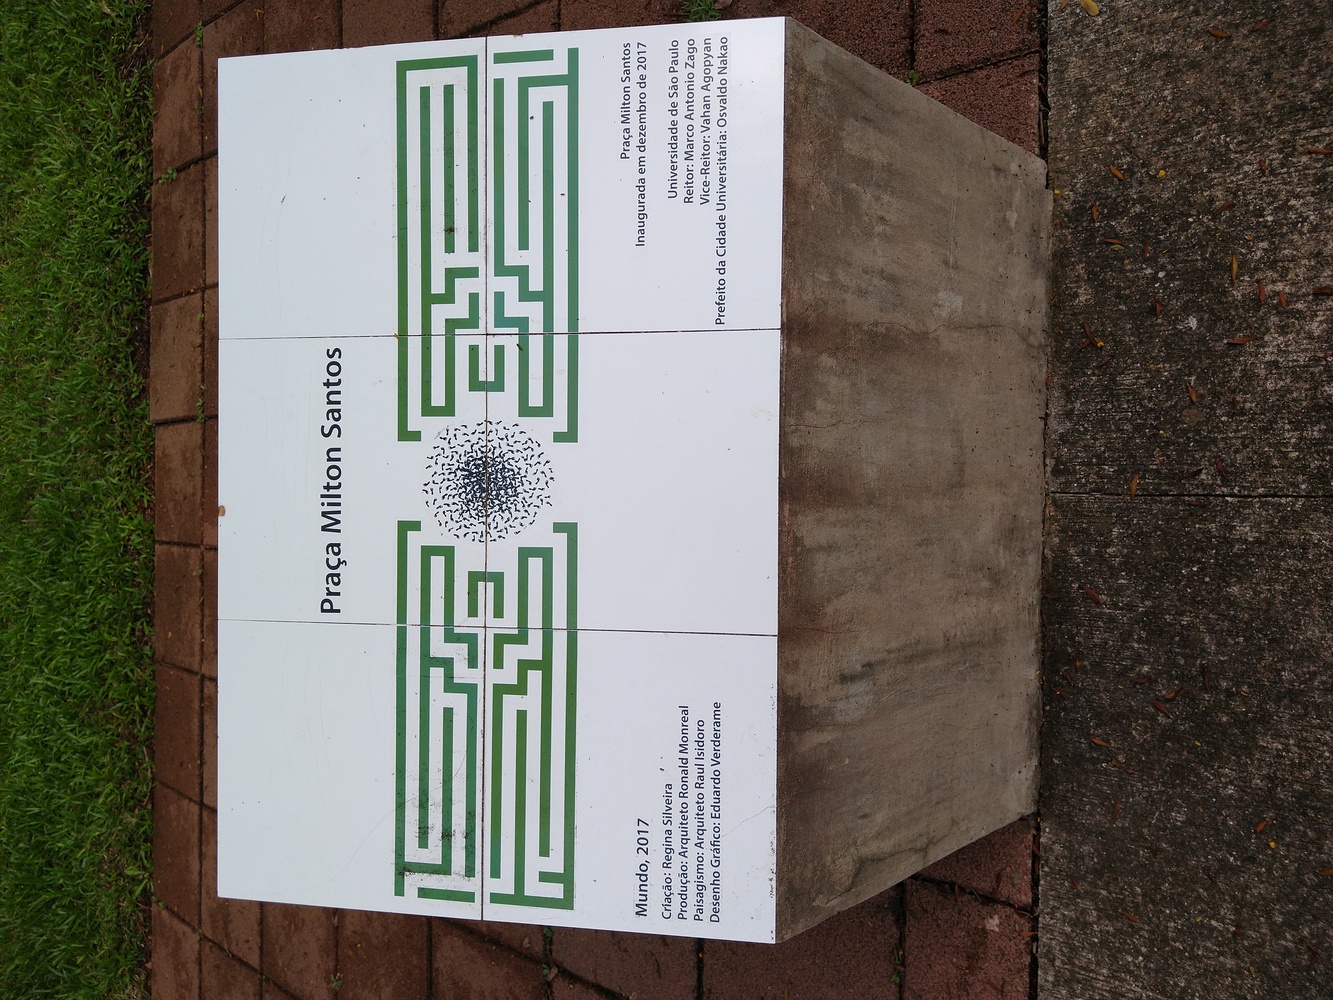 Praça Milton Santos
Mundo, 2017
Criação: Regina Silveira
Produção: Arquiteto Ronald Monreal
Paisagismo: Arquiteto Raul Isidoro
Desenho Gráfico: Eduardo Verderame
Praça Milton Santos
Inaugurada em dezembro de 2017
Universidade de São Paulo
Reitor: Marco Antonio Zago
Vice-Reitor: Vahan Agopyan
Prefeito da Cidade Universitária: Osvaldo Nakao